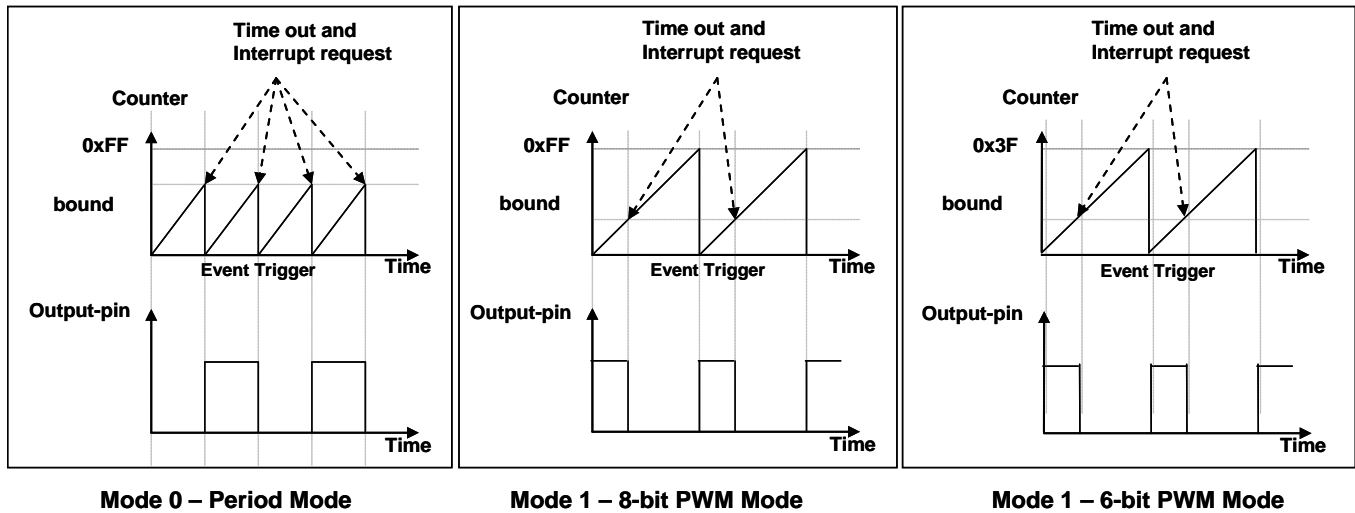 Time out and
Interrupt request
Counter
0xFF
bound
Time
Event Trigger
Output-pin
Time
Mode 0 – Period Mode
Time out and
Interrupt request
Counter
0xFF
bound
Time
Event Trigger
Output-pin
Time
Mode 1 – 8-bit PWM Mode
Time out and
Interrupt request
Counter
0x3F
bound
Time
Event Trigger
Output-pin
Time
Mode 1 – 6-bit PWM Mode